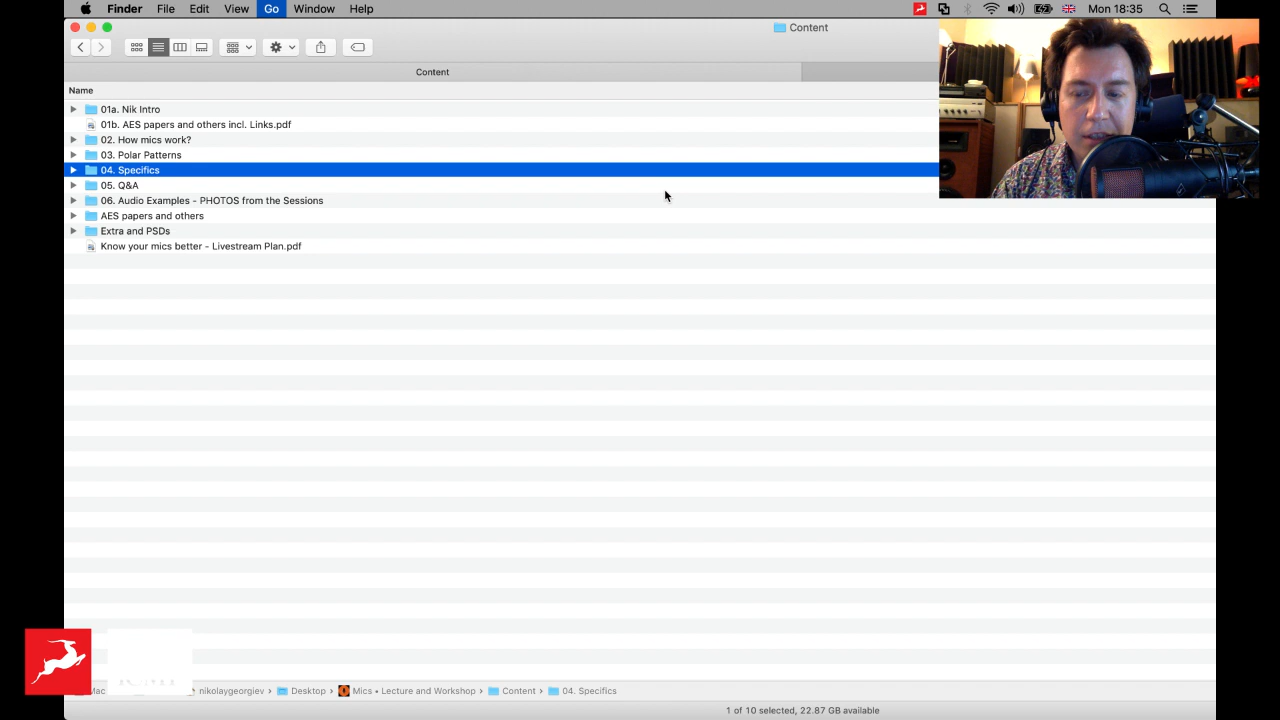 Finder File Edit View Go Window Help Mon 18:35
Content
Content
Name
01a. Nik Intro
01b. AES papers and others incl. Links.pdf
02. How mics work?
03. Polar Patterns
04. Specifics
05. Q&A
06. Audio Examples - PHOTOS from the Sessions
AES papers and others
Extra and PSDs
Know your mics better - Livestream Plan.pdf
nikolaygeorgiev › Desktop › Mics • Lecture and Workshop › Content › 04. Specifics
1 of 10 selected, 22.87 GB available